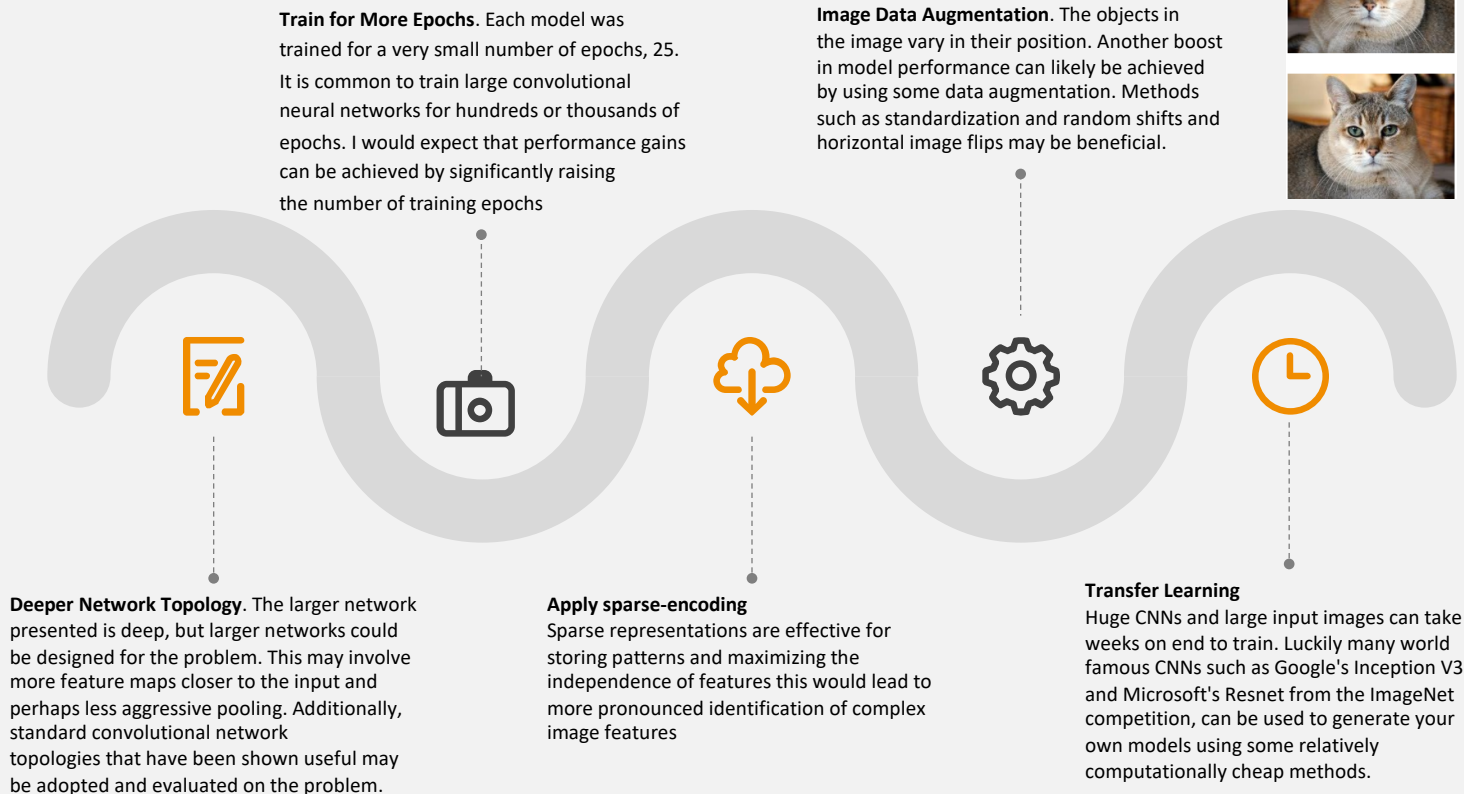 Train for More Epochs. Each model was
trained for a very small number of epochs, 25.
It is common to train large convolutional
neural networks for hundreds or thousands of
epochs. I would expect that performance gains
can be achieved by significantly raising
the number of training epochs
Image Data Augmentation. The objects in
the image vary in their position. Another boost
in model performance can likely be achieved
by using some data augmentation. Methods
such as standardization and random shifts and
horizontal image flips may be beneficial.
Deeper Network Topology. The larger network
presented is deep, but larger networks could
be designed for the problem. This may involve
more feature maps closer to the input and
perhaps less aggressive pooling. Additionally,
standard convolutional network
topologies that have been shown useful may
be adopted and evaluated on the problem.
Apply sparse-encoding
Sparse representations are effective for
storing patterns and maximizing the
independence of features this would lead to
more pronounced identification of complex
image features
Transfer Learning
Huge CNNs and large input images can take
weeks on end to train. Luckily many world
famous CNNs such as Google's Inception V3
and Microsoft's Resnet from the ImageNet
competition, can be used to generate your
own models using some relatively
computationally cheap methods.